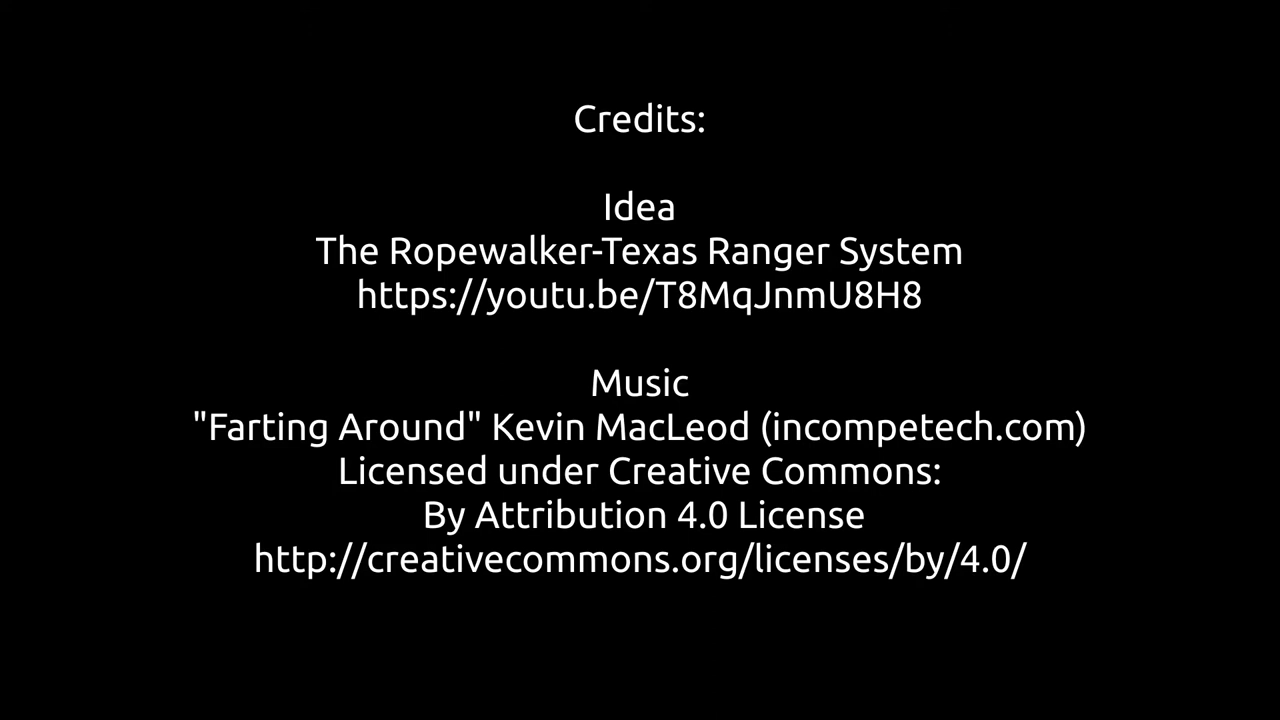 Credits:
Idea
The Ropewalker-Texas Ranger System
https://youtu.be/T8MqJnmU8H8
Music
"Farting Around" Kevin MacLeod (incompetech.com)
Licensed under Creative Commons:
By Attribution 4.0 License
http://creativecommons.org/licenses/by/4.0/